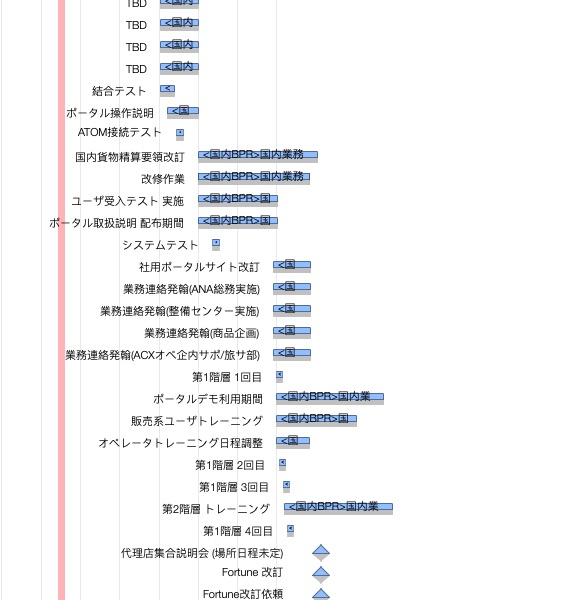 TBD <国内
TBD <国内
TBD <国内
TBD <国内
結合テスト <
ポータル操作説明 <国
ATOM接続テスト
国内貨物精算要領改訂 <国内BPR>国内業務
改修作業 <国内BPR>国内業務
ユーザ受入テスト 実施 <国内BPR>国
ポータル取扱説明 配布期間 <国内BPR>国
システムテスト
社用ポータルサイト改訂 <国
業務連絡発翰(ANA総務実施) <国
業務連絡発翰(整備センター実施) <国
業務連絡発翰(商品企画) <国
業務連絡発翰(ACXオペ企内サポ/旅サ部) <国
第1階層 1回目 <
ポータルデモ利用期間 <国内BPR>国内業
販売系ユーザトレーニング <国内BPR>国
オペレータトレーニング日程調整 <国
第1階層 2回目 <
第1階層 3回目 <
第2階層 トレーニング <国内BPR>国内業
第1階層 4回目 <
代理店集合説明会 (場所日程未定)
Fortune 改訂
Fortune改訂依頼